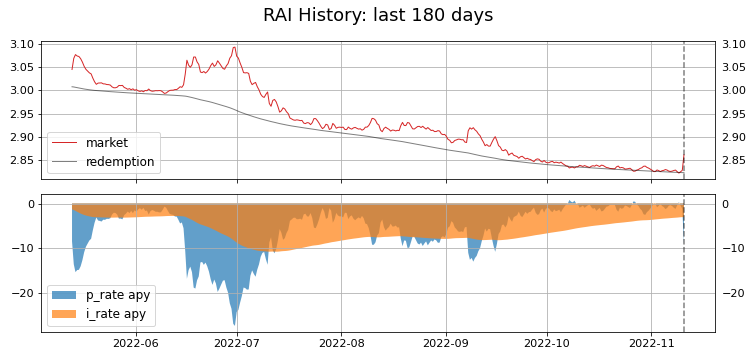 RAI History: last 180 days
3.10 3.10
3.05 3.05
3.00 3.00
2.95 2.95
2.90 2.90
2.85 2.85
market
redemption
0 0
−10 −10
−20 −20
p_rate apy
i_rate apy
2022-06 2022-07 2022-08 2022-09 2022-10 2022-11